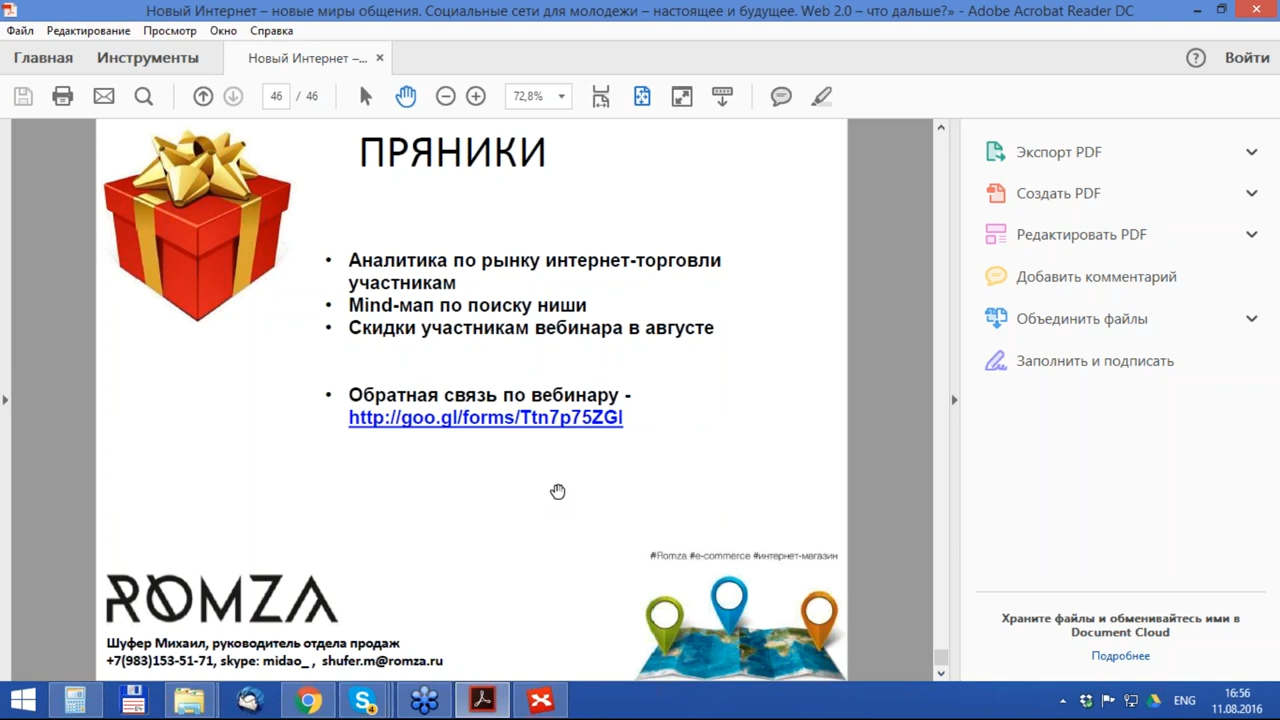 Новый Интернет – новые миры общения. Социальные сети для молодежи – настоящее и будущее. Web 2.0 – что дальше?» - Adobe Acrobat Reader DC
Файл Редактирование Просмотр Окно Справка
Главная Инструменты Новый Интернет –... × Войти
46 / 46 72,8%
ПРЯНИКИ
• Аналитика по рынку интернет-торговли
участникам
• Mind-мап по поиску ниши
• Скидки участникам вебинара в августе
• Обратная связь по вебинару -
http://goo.gl/forms/Ttn7p75ZGl
#Romza #e-commerce #интернет-магазин
ROMZA
Шуфер Михаил, руководитель отдела продаж
+7(983)153-51-71, skype: midao_ , shufer.m@romza.ru
Экспорт PDF
Создать PDF
Редактировать PDF
Добавить комментарий
Объединить файлы
Заполнить и подписать
Храните файлы и обменивайтесь ими в
Document Cloud
Подробнее
4
ENG
16:56
11.08.2016